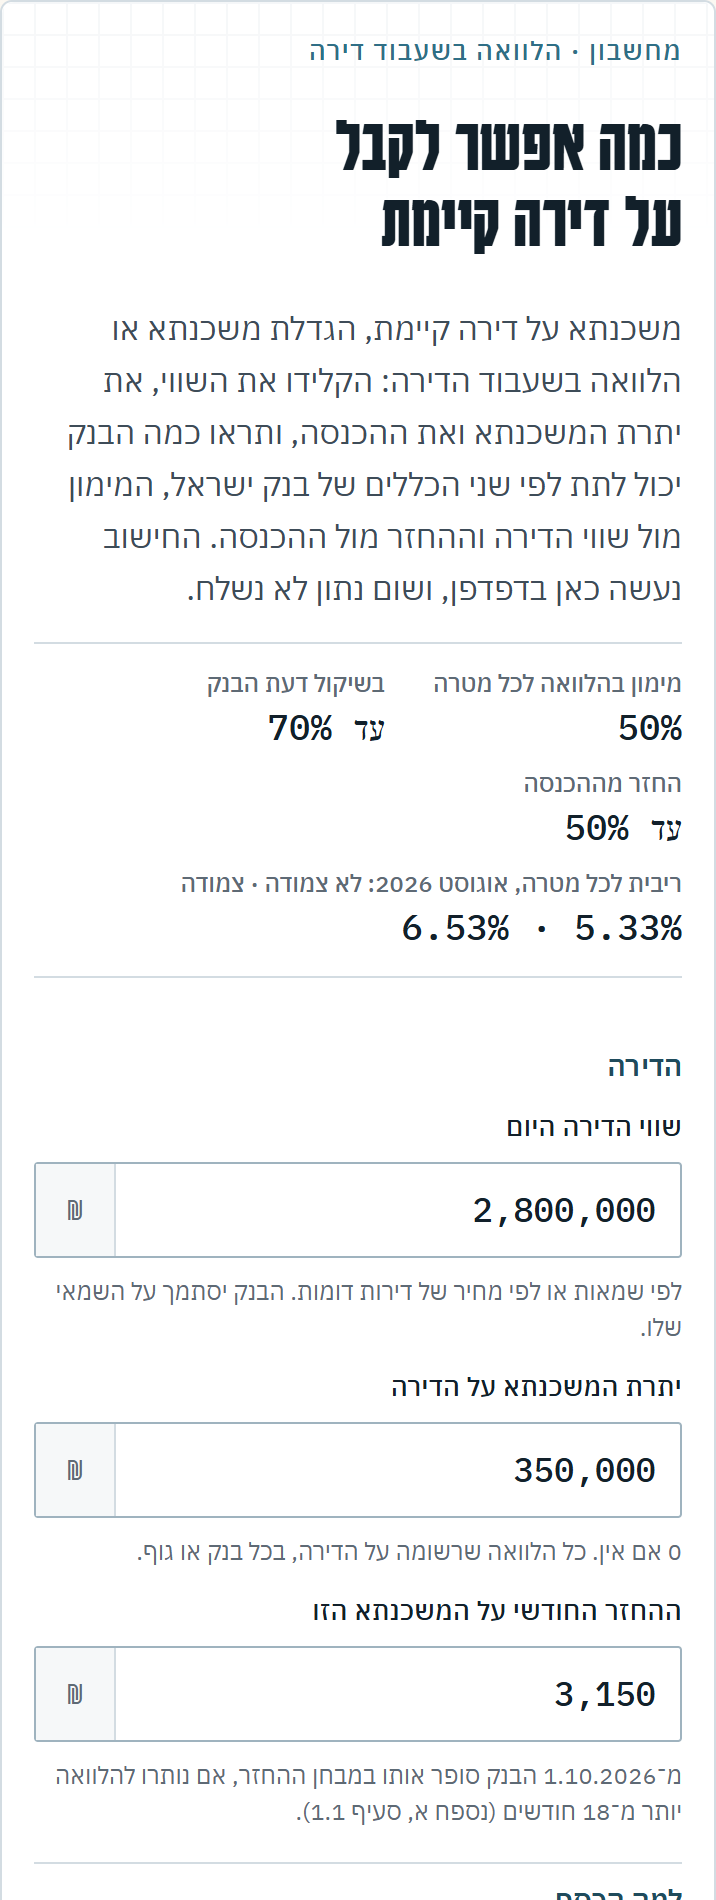 מחשבון · הלוואה בשעבוד דירה
כמה אפשר לקבל
על דירה קיימת
משכנתא על דירה קיימת, הגדלת משכנתא או
הלוואה בשעבוד הדירה: הקלידו את השווי, את
יתרת המשכנתא ואת ההכנסה, ותראו כמה הבנק
יכול לתת לפי שני הכללים של בנק ישראל, המימון
מול שווי הדירה וההחזר מול ההכנסה. החישוב
נעשה כאן בדפדפן, ושום נתון לא נשלח.
מימון בהלוואה לכל מטרה
50%
בשיקול דעת הבנק
עד 70%
החזר מההכנסה
עד 50%
ריבית לכל מטרה, אוגוסט 2026: לא צמודה · צמודה
5.33% · 6.53%
הדירה
שווי הדירה היום
2,800,000 ₪
לפי שמאות או לפי מחיר של דירות דומות. הבנק יסתמך על השמאי
שלו.
יתרת המשכנתא על הדירה
350,000 ₪
0 אם אין. כל הלוואה שרשומה על הדירה, בכל בנק או גוף.
ההחזר החודשי על המשכנתא הזו
3,150 ₪
מ־1.10.2026 הבנק סופר אותו במבחן ההחזר, אם נותרו להלוואה
יותר מ־18 חודשים (נספח א, סעיף 1.1).
למה הכסף